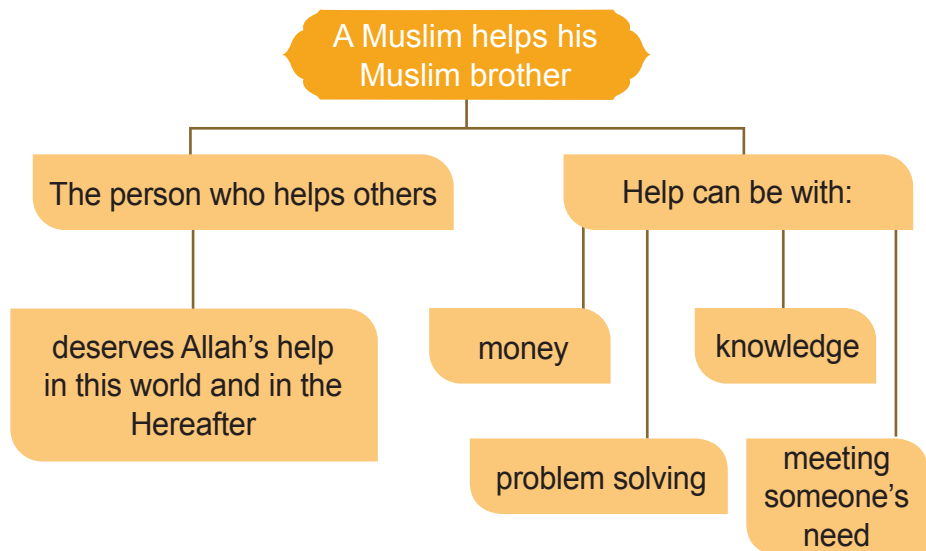 A Muslim helps his
Muslim brother
The person who helps others
Help can be with:
deserves Allah's help
in this world and in the
Hereafter
money
knowledge
problem solving
meeting
someone's
need